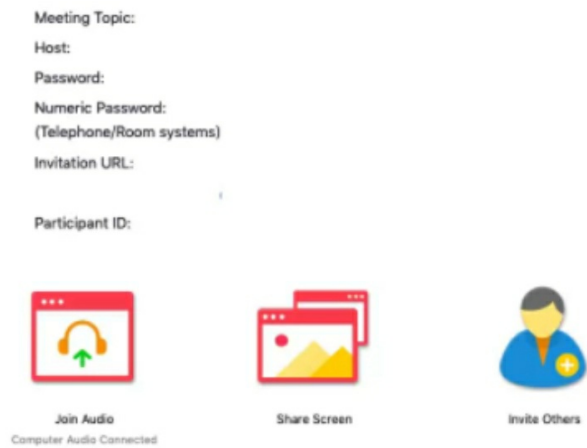 Meeting Topic:
Host:
Password:
Numeric Password:
(Telephone/Room systems)
Invitation URL:
Participant ID:
Join Audio
Computer Audio Connected
Share Screen
Invite Others